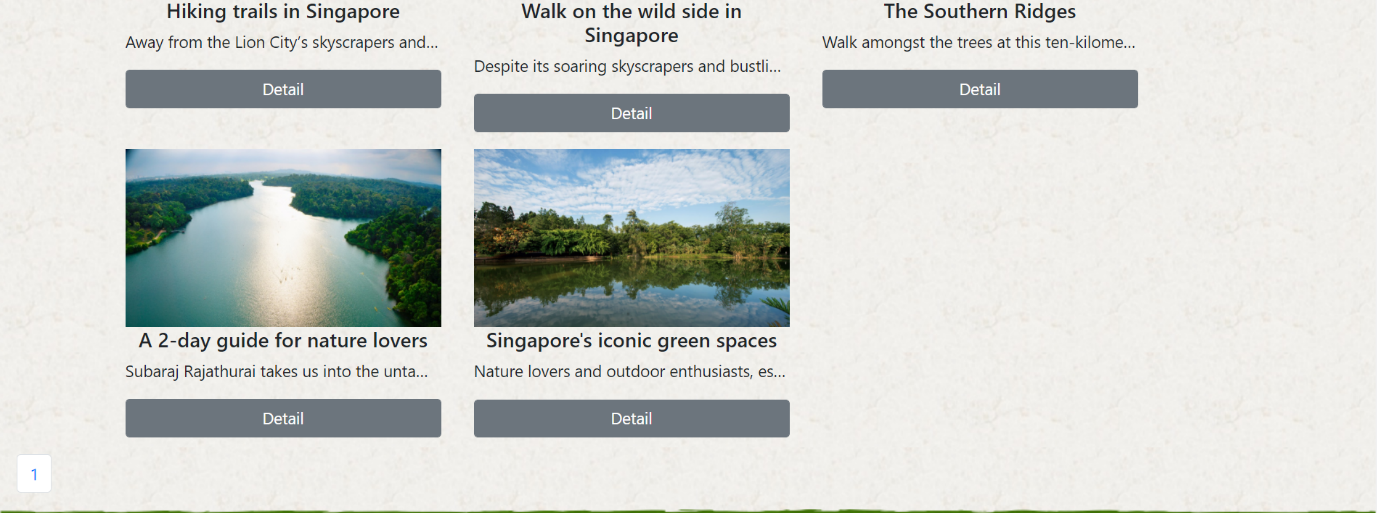 Hiking trails in Singapore
Away from the Lion City’s skyscrapers and...
Detail
Walk on the wild side in
Singapore
Despite its soaring skyscrapers and bustli...
Detail
The Southern Ridges
Walk amongst the trees at this ten-kilome...
Detail
A 2-day guide for nature lovers
Subaraj Rajathurai takes us into the unta...
Detail
Singapore's iconic green spaces
Nature lovers and outdoor enthusiasts, es...
Detail
1